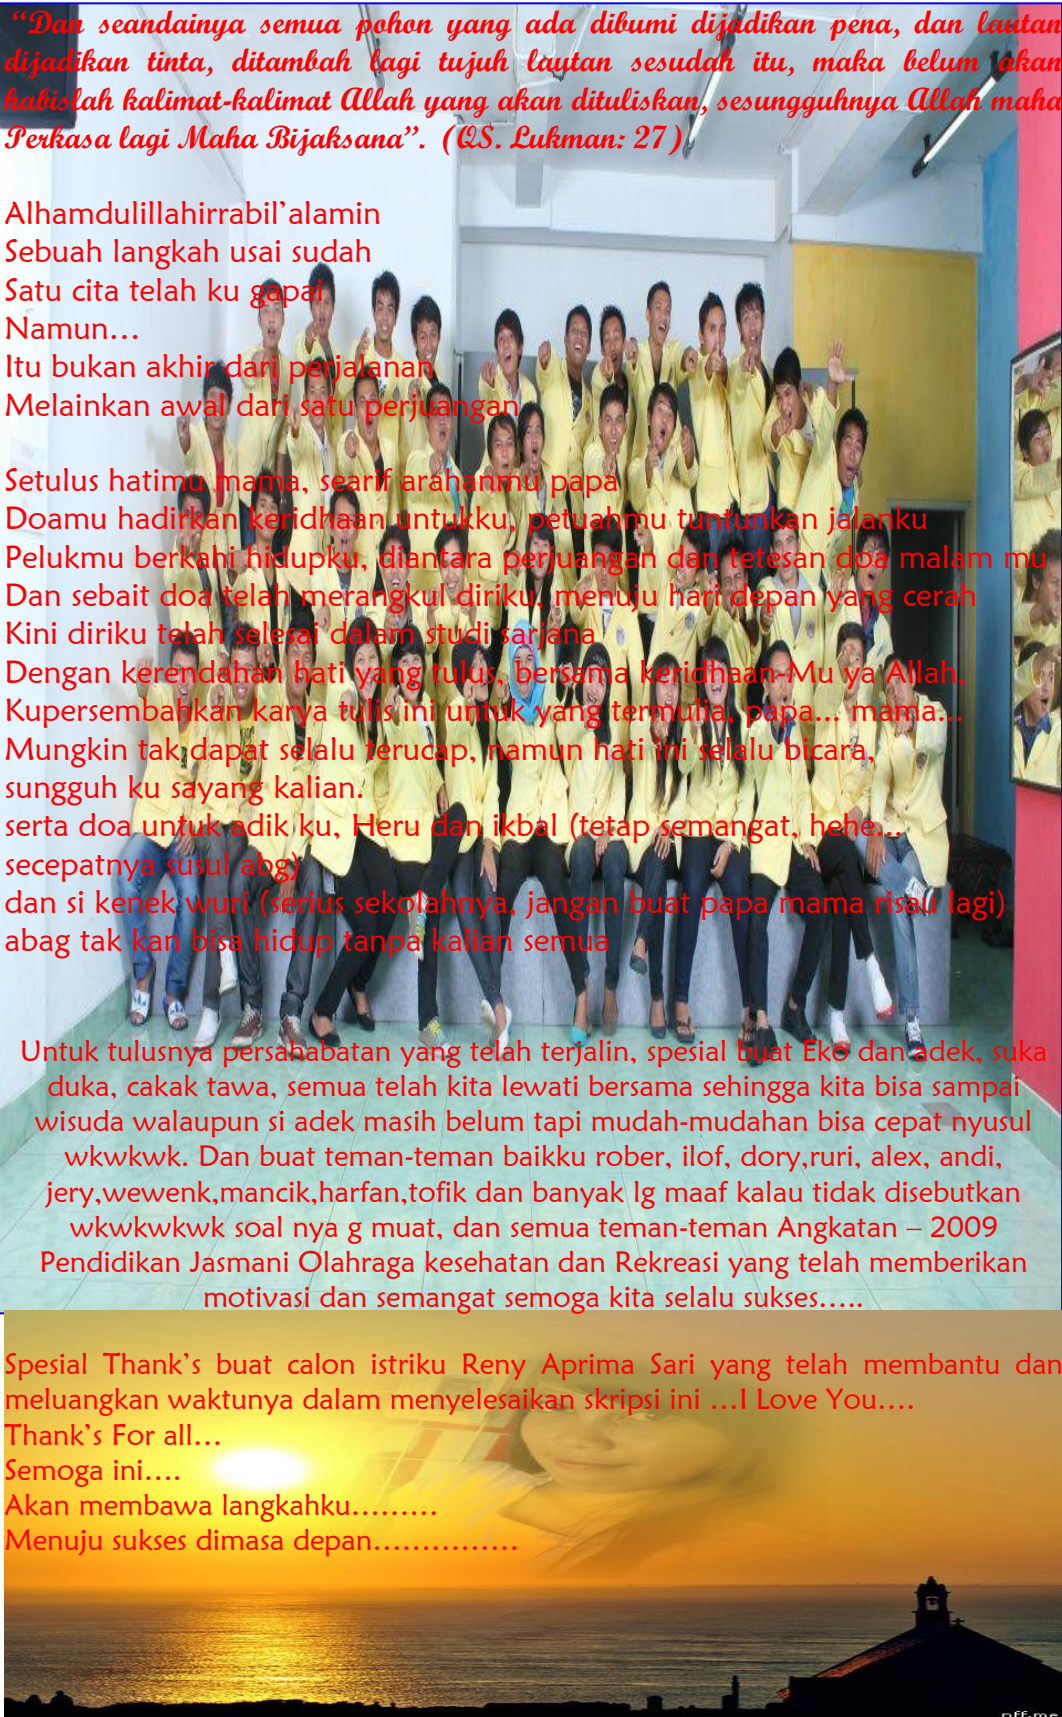 “Dan seandainya semua pohon yang ada dibumi dijadikan pena, dan lautan
dijadikan tinta, ditambah lagi tujuh lautan sesudah itu, maka belum akan
habislah kalimat-kalimat Allah yang akan dituliskan, sesungguhnya Allah maha
Perkasa lagi Maha Bijaksana”. (QS. Lukman: 27)
Alhamdulillahirrabil’alamin
Sebuah langkah usai sudah
Satu cita telah ku gapai
Namun…
Itu bukan akhir dari perjalanan
Melainkan awal dari satu perjuangan
Setulus hatimu mama, searif arahanmu papa
Doamu hadirkan keridhaan untukku, petuahmu tuntunkan jalanku
Pelukmu berkahi hidupku, diantara perjuangan dan tetesan doa malam mu
Dan sebait doa telah merangkul diriku, menuju hari depan yang cerah
Kini diriku telah selesai dalam studi sarjana
Dengan kerendahan hati yang tulus, bersama keridhaan-Mu ya Allah,
Kupersembahkan karya tulis ini untuk yang termulia, papa... mama...
Mungkin tak dapat selalu terucap, namun hati ini selalu bicara,
sungguh ku sayang kalian.
serta doa untuk adik ku, Heru dan ikbal (tetap semangat, hehe...
secepatnya susul abg)
dan si kenek wuri (serius sekolahnya, jangan buat papa mama risau lagi)
abag tak kan bisa hidup tanpa kalian semua
Untuk tulusnya persahabatan yang telah terjalin, spesial buat Eko dan adek, suka
duka, cakak tawa, semua telah kita lewati bersama sehingga kita bisa sampai
wisuda walaupun si adek masih belum tapi mudah-mudahan bisa cepat nyusul
wkwkwk. Dan buat teman-teman baikku rober, ilof, dory,ruri, alex, andi,
jery,wewenk,mancik,harfan,tofik dan banyak lg maaf kalau tidak disebutkan
wkwkwkwk soal nya g muat, dan semua teman-teman Angkatan – 2009
Pendidikan Jasmani Olahraga kesehatan dan Rekreasi yang telah memberikan
motivasi dan semangat semoga kita selalu sukses…..
Spesial Thank’s buat calon istriku Reny Aprima Sari yang telah membantu dan
meluangkan waktunya dalam menyelesaikan skripsi ini …I Love You….
Thank’s For all…
Semoga ini….
Akan membawa langkahku………
Menuju sukses dimasa depan……………